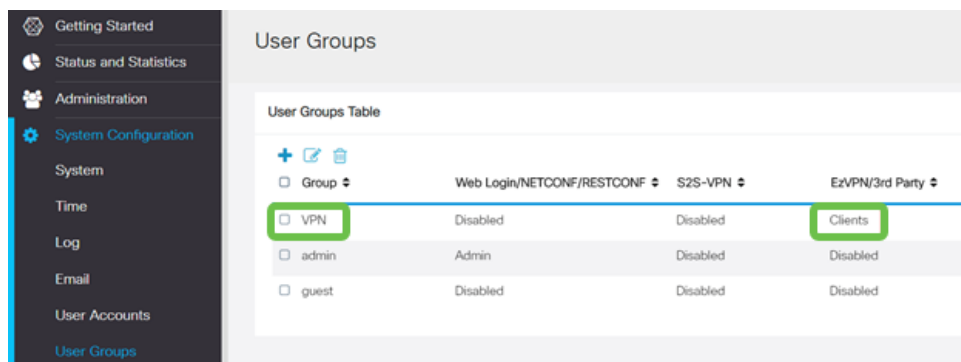 Getting Started
Status and Statistics
Administration
System Configuration
System
Time
Log
Email
User Accounts
User Groups
User Groups
User Groups Table
Group Web Login/NETCONF/RESTCONF S2S-VPN EzVPN/3rd Party
VPN Disabled Disabled Clients
admin Admin Disabled Disabled
guest Disabled Disabled Disabled